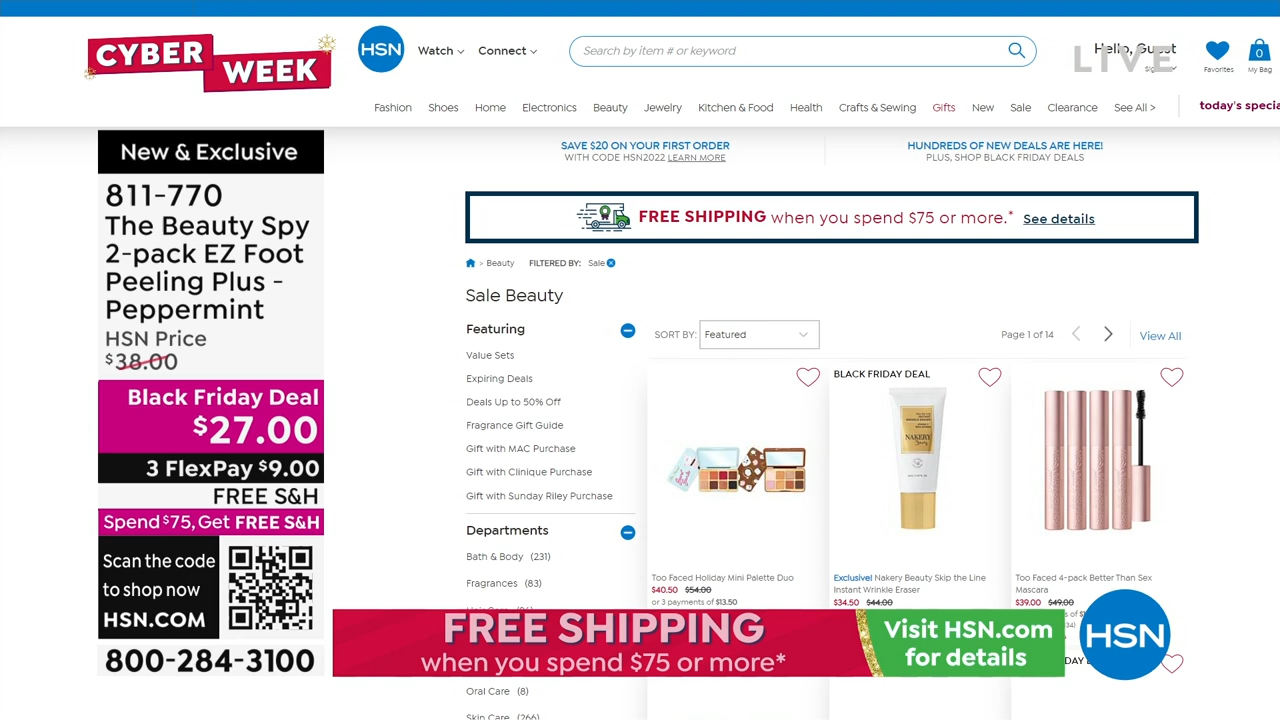 CYBER
WEEK
HSN
Watch
Connect
Search by item # or keyword
Hello, Guest
LIVE
Favorites
0
My Bag
Fashion
Shoes
Home
Electronics
Beauty
Jewelry
Kitchen & Food
Health
Crafts & Sewing
Gifts
New
Sale
Clearance
See All >
today's specia
SAVE $20 ON YOUR FIRST ORDER
WITH CODE HSN2022 LEARN MORE
HUNDREDS OF NEW DEALS ARE HERE!
PLUS, SHOP BLACK FRIDAY DEALS
New & Exclusive
811-770
The Beauty Spy
2-pack EZ Foot
Peeling Plus -
Peppermint
HSN Price
$38.00
Black Friday Deal
$27.00
3 FlexPay $9.00
FREE S&H
Spend $75, Get FREE S&H
Scan the code
to shop now
HSN.COM
800-284-3100
FREE SHIPPING when you spend $75 or more.* See details
> Beauty FILTERED BY: Sale
Sale Beauty
Featuring
Value Sets
Expiring Deals
Deals Up to 50% Off
Fragrance Gift Guide
Gift with MAC Purchase
Gift with Clinique Purchase
Gift with Sunday Riley Purchase
Departments
Bath & Body (231)
Fragrances (83)
Oral Care (8)
Skin Care (266)
SORT BY: Featured
Page 1 of 14
View All
BLACK FRIDAY DEAL
NAKERY
Too Faced Holiday Mini Palette Duo
$40.50 $54.00
or 3 payments of $13.50
Exclusive! Nakery Beauty Skip the Line
Instant Wrinkle Eraser
$34.50 $44.00
Too Faced 4-pack Better Than Sex
Mascara
$39.00 $49.00
FREE SHIPPING
when you spend $75 or more*
Visit HSN.com
for details
HSN